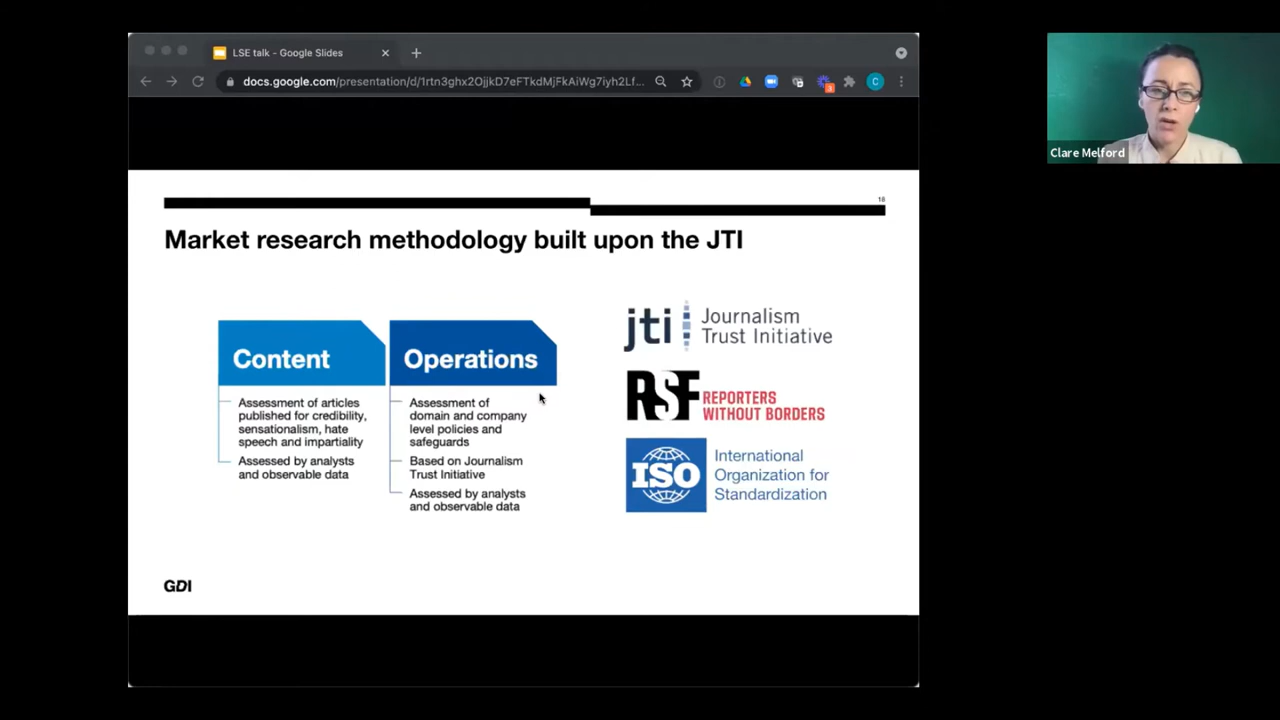 LSE talk - Google Slides
docs.google.com/presentation/d/1rtn3ghx2OjjkD7eFTkdMjFkAiWg7iyh2Lf...
3
C
Clare Melford
18
Market research methodology built upon the JTI
Content
Assessment of articles
published for credibility,
sensationalism, hate
speech and impartiality
Assessed by analysts
and observable data
Operations
Assessment of
domain and company
level policies and
safeguards
Based on Journalism
Trust Initiative
Assessed by analysts
and observable data
jti Journalism
Trust Initiative
RSF REPORTERS
WITHOUT BORDERS
ISO
International
Organization for
Standardization
GDI